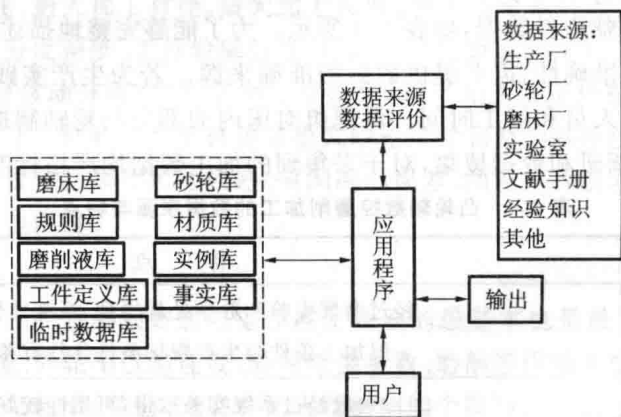 数据来源
数据评价
数据来源：
生产厂
砂轮厂
磨床厂
实验室
文献手册
经验知识
其他
磨床库
砂轮库
规则库
材质库
磨削液库
实例库
工件定义库
事实库
临时数据库
应用程序
输出
用户